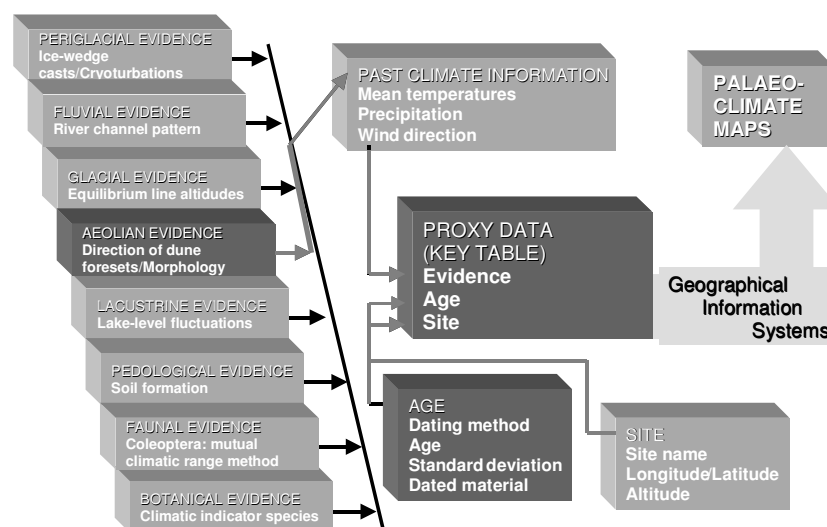 PERIGLACIAL EVIDENCE
Ice-wedge
casts/Cryoturbations
FLUVIAL EVIDENCE
River channel pattern
GLACIAL EVIDENCE
Equilibrium line altidudes
AEOLIAN EVIDENCE
Direction of dune
foresets/Morphology
LACUSTRINE EVIDENCE
Lake-level fluctuations
PEDOLOGICAL EVIDENCE
Soil formation
FAUNAL EVIDENCE
Coleoptera: mutual
climatic range method
BOTANICAL EVIDENCE
Climatic indicator species
PAST CLIMATE INFORMATION
Mean temperatures
Precipitation
Wind direction
PROXY DATA
(KEY TABLE)
Evidence
Age
Site
AGE
Dating method
Age
Standard deviation
Dated material
SITE
Site name
Longitude/Latitude
Altitude
Geographical
Information
Systems
PALAEO-
CLIMATE
MAPS